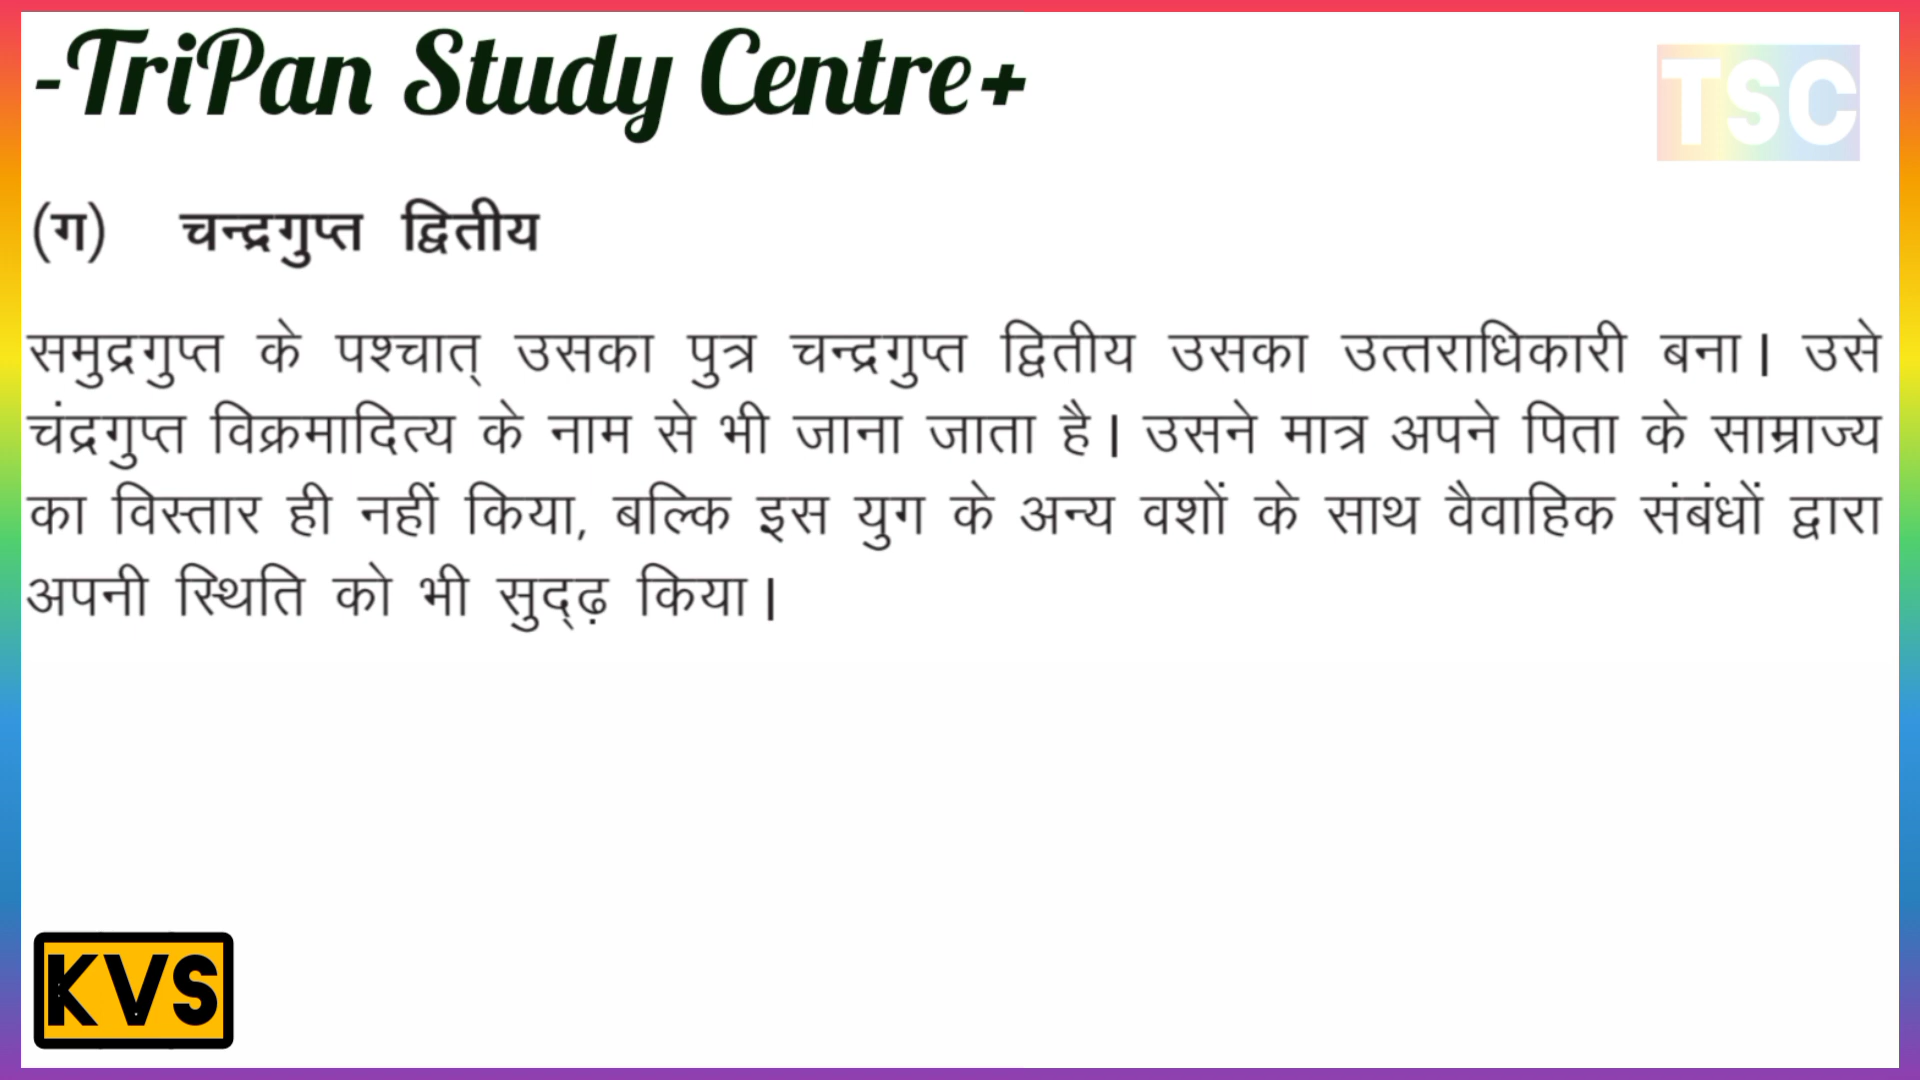 -TriPan Study Centre+
TSC
(ग) चन्द्रगुप्त द्वितीय
समुद्रगुप्त के पश्चात् उसका पुत्र चन्द्रगुप्त द्वितीय उसका उत्तराधिकारी बना। उसे
चंद्रगुप्त विक्रमादित्य के नाम से भी जाना जाता है। उसने मात्र अपने पिता के साम्राज्य
का विस्तार ही नहीं किया, बल्कि इस युग के अन्य वशों के साथ वैवाहिक संबंधों द्वारा
अपनी स्थिति को भी सुद्ढ़ किया।
KVS